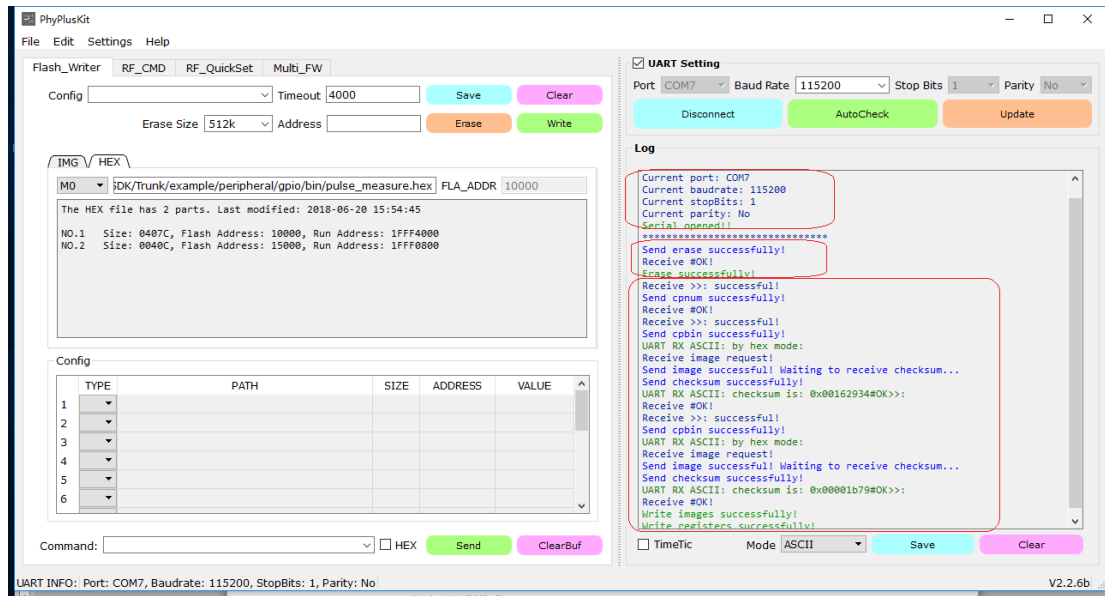 PhyPlusKit
File Edit Settings Help
Flash_Writer RF_CMD RF_QuickSet Multi_FW
Config Timeout 4000 Save Clear
Erase Size 512k Address Erase Write
IMG HEX
M0 SDK/Trunk/example/peripheral/gpio/bin/pulse_measure.hex FLA_ADDR 10000
The HEX file has 2 parts. Last modified: 2018-06-20 15:54:45
NO.1 Size: 0407C, Flash Address: 10000, Run Address: 1FFF4000
NO.2 Size: 0040C, Flash Address: 15000, Run Address: 1FFF0800
Config
TYPE PATH SIZE ADDRESS VALUE
1
2
3
4
5
6
Command: HEX Send ClearBuf
UART Setting
Port COM7 Baud Rate 115200 Stop Bits 1 Parity No
Disconnect AutoCheck Update
Log
Current port: COM7
Current baudrate: 115200
Current stopBits: 1
Current parity: No
Serial opened!!
********************************
Send erase successfully!
Receive #OK!
Erase successfully!
Receive >>: successful!
Send cpnum successfully!
Receive #OK!
Receive >>: successful!
Send cpbin successfully!
UART RX ASCII: by hex mode:
Receive image request!
Send image successful! Waiting to receive checksum...
Send checksum successfully!
UART RX ASCII: checksum is: 0x00162934#OK>>:
Receive #OK!
Receive >>: successful!
Send cpbin successfully!
UART RX ASCII: by hex mode:
Receive image request!
Send image successful! Waiting to receive checksum...
Send checksum successfully!
UART RX ASCII: checksum is: 0x00001b79#OK>>:
Receive #OK!
Write images successfully!
Write registers successfully!
TimeTic Mode ASCII Save Clear
UART INFO: Port: COM7, Baudrate: 115200, StopBits: 1, Parity: No
V2.2.6b